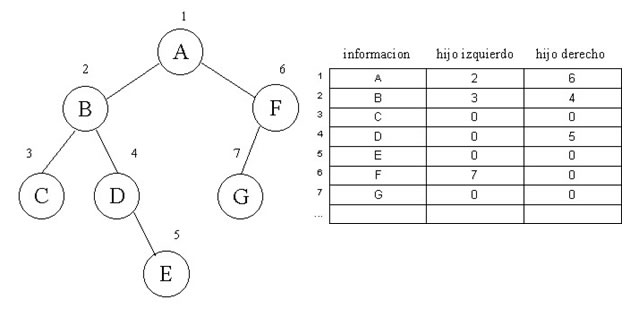 1
A
2
B
6
F
3
C
4
D
7
G
5
E
informacion hijo izquierdo hijo derecho
1 A 2 6
2 B 3 4
3 C 0 0
4 D 0 5
5 E 0 0
6 F 7 0
7 G 0 0
...